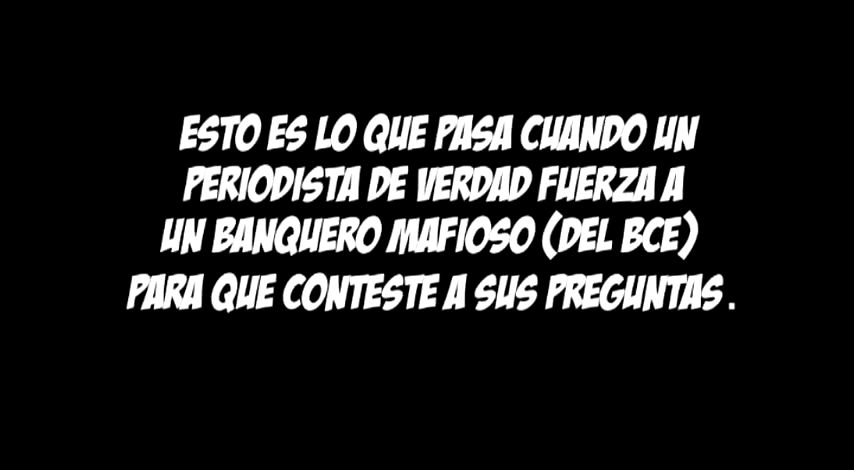 ESTO ES LO QUE PASA CUANDO UN
PERIODISTA DE VERDAD FUERZA A
UN BANQUERO MAFIOSO (DEL BCE)
PARA QUE CONTESTE A SUS PREGUNTAS.